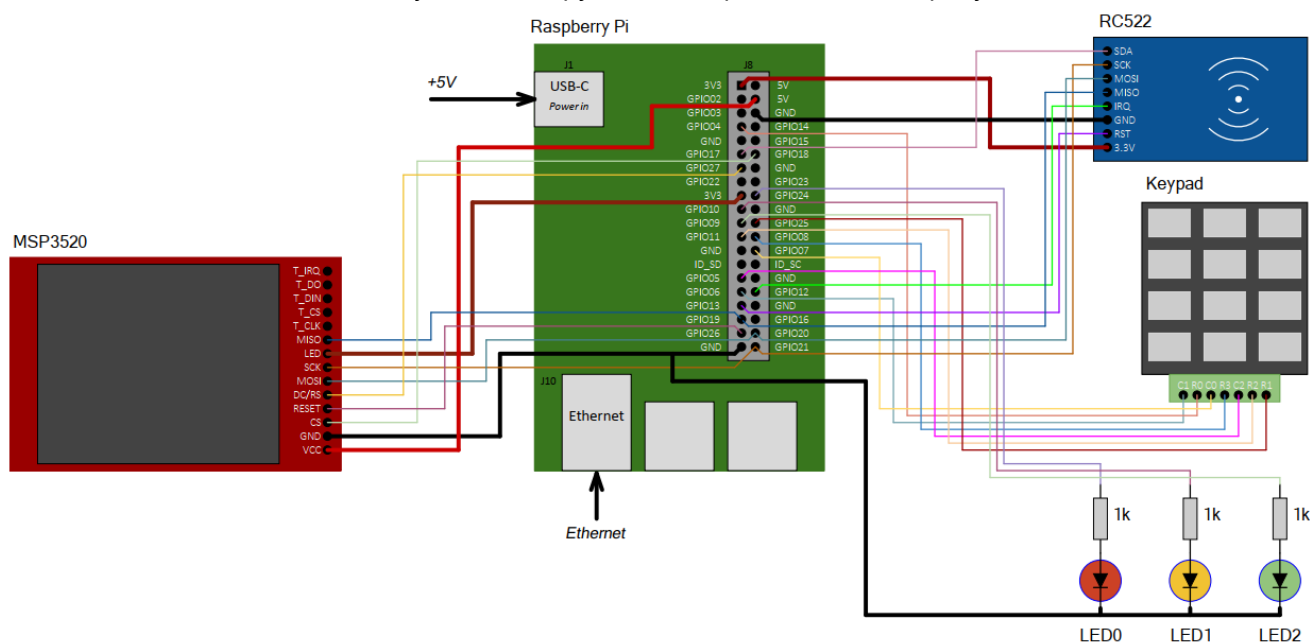 Raspberry Pi
J1
USB-C
Power in
+5V
J8
3V3 5V
GPIO02 5V
GPIO03 GND
GPIO04 GPIO14
GND GPIO15
GPIO17 GPIO18
GPIO27 GND
GPIO22 GPIO23
3V3 GPIO24
GPIO10 GND
GPIO09 GPIO25
GPIO11 GPIO08
GND GPIO07
ID_SD ID_SC
GPIO05 GND
GPIO06 GPIO12
GPIO13 GND
GPIO19 GPIO16
GPIO26 GPIO20
GND GPIO21
J10
Ethernet
Ethernet
RC522
SDA
SCK
MOSI
MISO
IRQ
GND
RST
3.3V
Keypad
C1 R0 C0 R3 C2 R2 R1
MSP3520
T_IRQ
T_DO
T_DIN
T_CS
T_CLK
MISO
LED
SCK
MOSI
DC/RS
RESET
CS
GND
VCC
1k 1k 1k
LED0 LED1 LED2